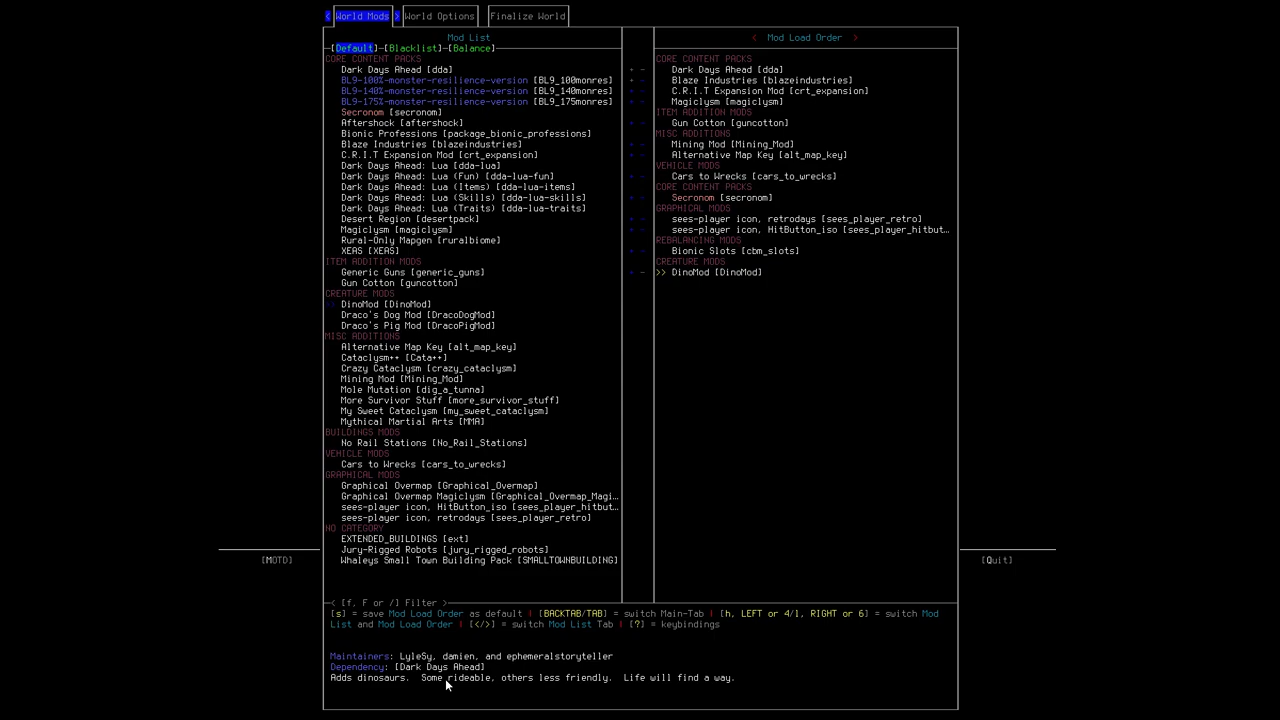 < World Mods > World Options Finalize World
Mod List
[Default]—[Blacklist]—[Balance]
CORE CONTENT PACKS
Dark Days Ahead [dda]
BL9-100%-monster-resilience-version [BL9_100monres]
BL9-140%-monster-resilience-version [BL9_140monres]
BL9-175%-monster-resilience-version [BL9_175monres]
Secronom [secronom]
Aftershock [aftershock]
Bionic Professions [package_bionic_professions]
Blaze Industries [blazeindustries]
C.R.I.T Expansion Mod [crt_expansion]
Dark Days Ahead: Lua [dda-lua]
Dark Days Ahead: Lua (Fun) [dda-lua-fun]
Dark Days Ahead: Lua (Items) [dda-lua-items]
Dark Days Ahead: Lua (Skills) [dda-lua-skills]
Dark Days Ahead: Lua (Traits) [dda-lua-traits]
Desert Region [desertpack]
Magiclysm [magiclysm]
Rural-Only Mapgen [ruralbiome]
XEAS [XEAS]
ITEM ADDITION MODS
Generic Guns [generic_guns]
Gun Cotton [guncotton]
CREATURE MODS
>> DinoMod [DinoMod]
Draco's Dog Mod [DracoDogMod]
Draco's Pig Mod [DracoPigMod]
MISC ADDITIONS
Alternative Map Key [alt_map_key]
Cataclysm++ [Cata++]
Crazy Cataclysm [crazy_cataclysm]
Mining Mod [Mining_Mod]
Mole Mutation [dig_a_tunna]
More Survivor Stuff [more_survivor_stuff]
My Sweet Cataclysm [my_sweet_cataclysm]
Mythical Martial Arts [MMA]
BUILDINGS MODS
No Rail Stations [No_Rail_Stations]
VEHICLE MODS
Cars to Wrecks [cars_to_wrecks]
GRAPHICAL MODS
Graphical Overmap [Graphical_Overmap]
Graphical Overmap Magiclysm [Graphical_Overmap_Magi…
sees-player icon, HitButton_iso [sees_player_hitbut…
sees-player icon, retrodays [sees_player_retro]
NO CATEGORY
EXTENDED_BUILDINGS [ext]
Jury-Rigged Robots [jury_rigged_robots]
Whaleys Small Town Building Pack [SMALLTOWNBUILDING]
< Mod Load Order >
CORE CONTENT PACKS
+ - Dark Days Ahead [dda]
+ - Blaze Industries [blazeindustries]
+ - C.R.I.T Expansion Mod [crt_expansion]
+ - Magiclysm [magiclysm]
ITEM ADDITION MODS
+ - Gun Cotton [guncotton]
MISC ADDITIONS
+ - Mining Mod [Mining_Mod]
+ - Alternative Map Key [alt_map_key]
VEHICLE MODS
+ - Cars to Wrecks [cars_to_wrecks]
CORE CONTENT PACKS
+ - Secronom [secronom]
GRAPHICAL MODS
+ - sees-player icon, retrodays [sees_player_retro]
+ - sees-player icon, HitButton_iso [sees_player_hitbut…
REBALANCING MODS
+ - Bionic Slots [cbm_slots]
CREATURE MODS
+ - >> DinoMod [DinoMod]
[MOTD]
[Quit]
< [f, F or /] Filter >
[s] = save Mod Load Order as default | [BACKTAB/TAB] = switch Main-Tab | [h, LEFT or 4/l, RIGHT or 6] = switch Mod
List and Mod Load Order | [</>] = switch Mod List Tab | [?] = keybindings
Maintainers: LyleSy, damien, and ephemeralstoryteller
Dependency: [Dark Days Ahead]
Adds dinosaurs. Some rideable, others less friendly. Life will find a way.